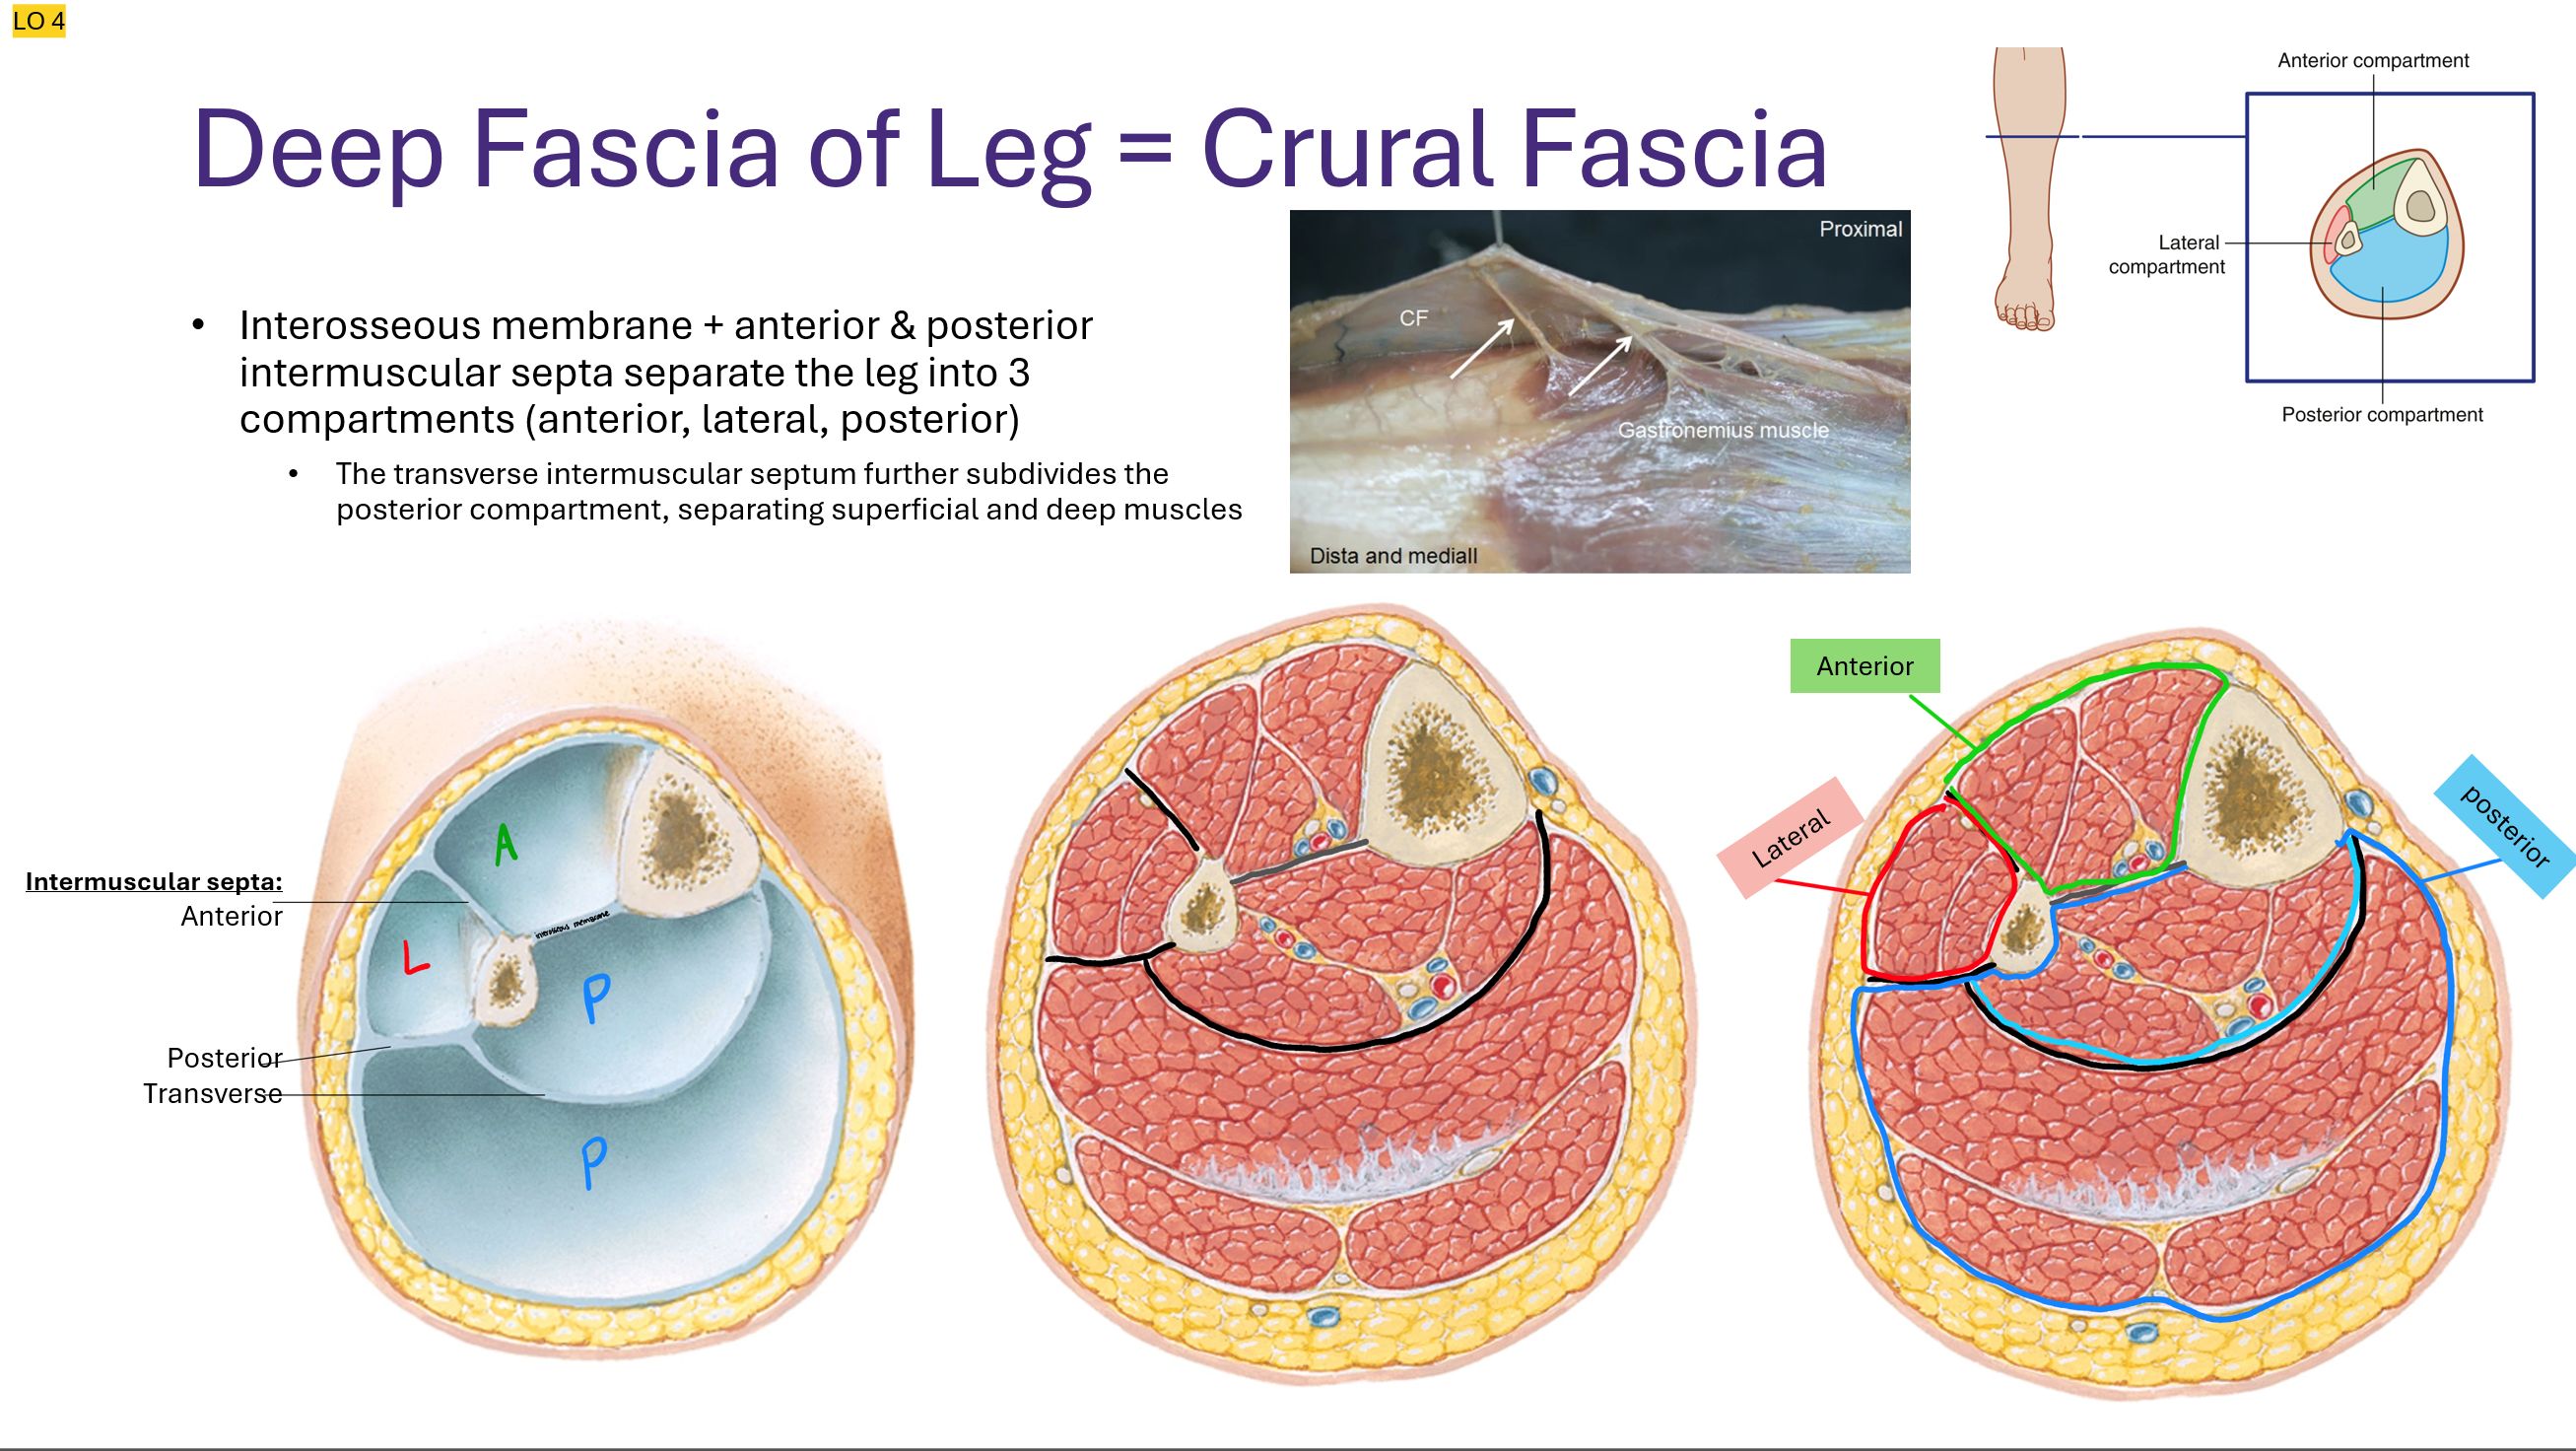 LO 4
Deep Fascia of Leg = Crural Fascia
• Interosseous membrane + anterior & posterior
intermuscular septa separate the leg into 3
compartments (anterior, lateral, posterior)
• The transverse intermuscular septum further subdivides the
posterior compartment, separating superficial and deep muscles
Proximal
CF
Gastronemius muscle
Dista and mediall
Anterior compartment
Lateral
compartment
Posterior compartment
Intermuscular septa:
Anterior
Posterior
Transverse
A
L
interosseous membrane
P
P
Anterior
Lateral
posterior